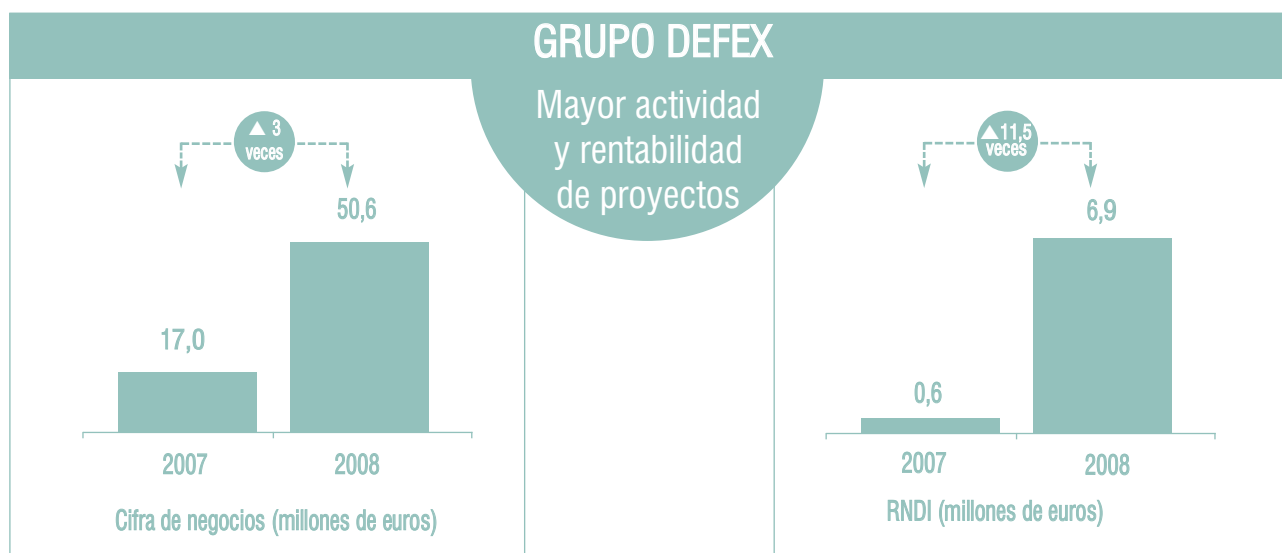 GRUPO DEFEX
Mayor actividad
y rentabilidad
de proyectos
▲ 3
veces
50,6
17,0
2007 2008
Cifra de negocios (millones de euros)
▲11,5
veces
6,9
0,6
2007 2008
RNDI (millones de euros)